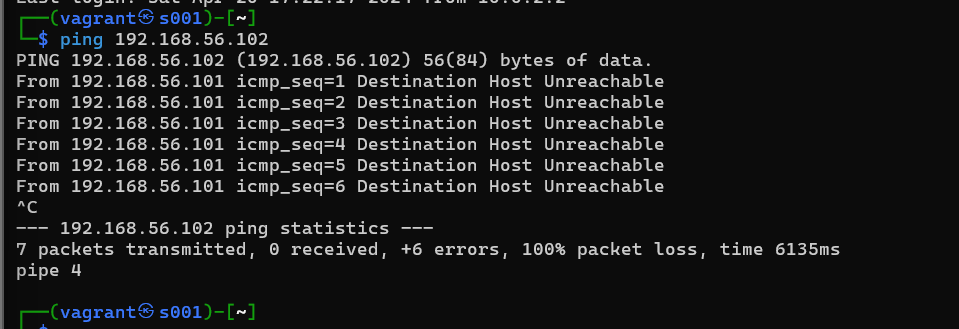 Last login: Sat Apr 20 17:22:17 2024 from 10.0.2.2
┌──(vagrant㉿s001)-[~]
└─$ ping 192.168.56.102
PING 192.168.56.102 (192.168.56.102) 56(84) bytes of data.
From 192.168.56.101 icmp_seq=1 Destination Host Unreachable
From 192.168.56.101 icmp_seq=2 Destination Host Unreachable
From 192.168.56.101 icmp_seq=3 Destination Host Unreachable
From 192.168.56.101 icmp_seq=4 Destination Host Unreachable
From 192.168.56.101 icmp_seq=5 Destination Host Unreachable
From 192.168.56.101 icmp_seq=6 Destination Host Unreachable
^C
--- 192.168.56.102 ping statistics ---
7 packets transmitted, 0 received, +6 errors, 100% packet loss, time 6135ms
pipe 4
┌──(vagrant㉿s001)-[~]